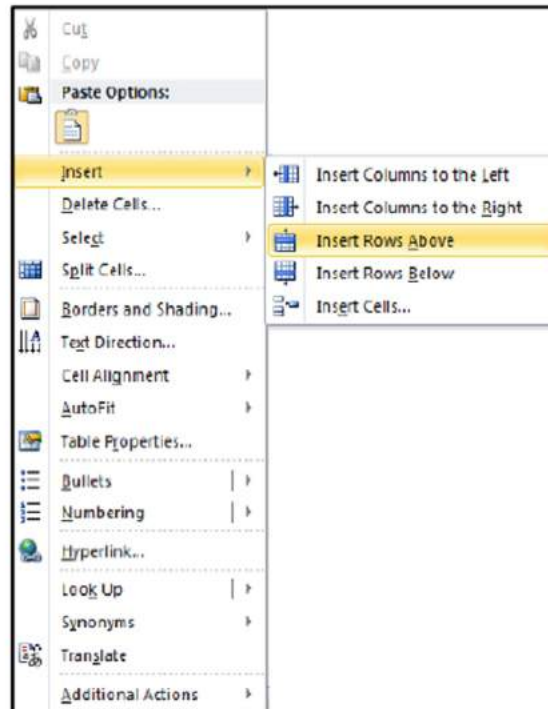 Cut
Copy
Paste Options:
Insert
Delete Cells...
Select
Split Cells...
Borders and Shading...
Text Direction...
Cell Alignment
AutoFit
Table Properties...
Bullets
Numbering
Hyperlink...
Look Up
Synonyms
Translate
Additional Actions
Insert Columns to the Left
Insert Columns to the Right
Insert Rows Above
Insert Rows Below
Insert Cells...